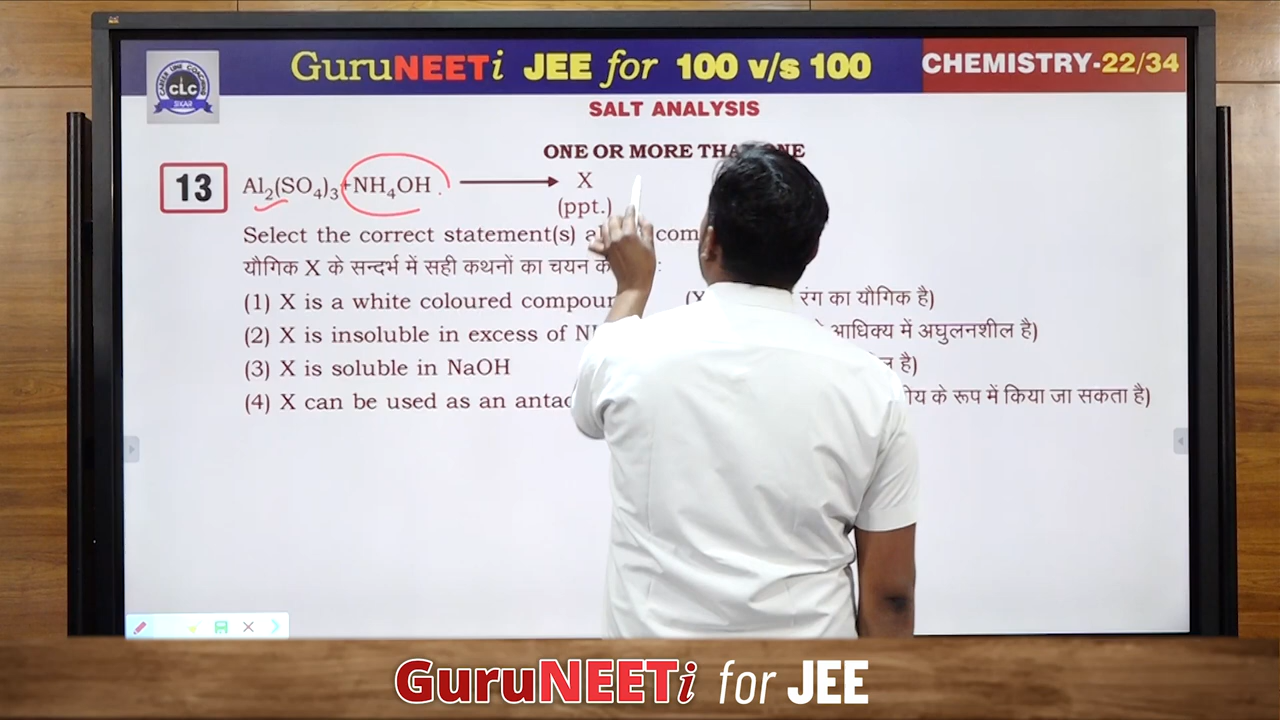 GuruNEETi JEE for 100 v/s 100
CHEMISTRY-22/34
CLC
SIKAR
SALT ANALYSIS
ONE OR MORE
13
Al₂(SO₄)₃+NH₄OH ⟶ X
(ppt.)
Select the correct statement(s)
यौगिक X के सन्दर्भ में सही कथनों का चयन
(1) X is a white coloured रंग का यौगिक है)
(2) X is insoluble in excess of आधिक्य में अघुलनशील है)
(3) X is soluble in NaOH है)
(4) X can be used as an के रूप में किया जा सकता है)
GuruNEETi for JEE